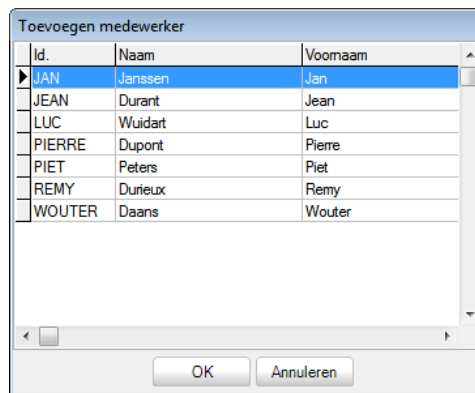 Toevoegen medewerker
Id. Naam Voornaam
JAN Janssen Jan
JEAN Durant Jean
LUC Wuidart Luc
PIERRE Dupont Pierre
PIET Peters Piet
REMY Durieux Remy
WOUTER Daans Wouter
OK Annuleren